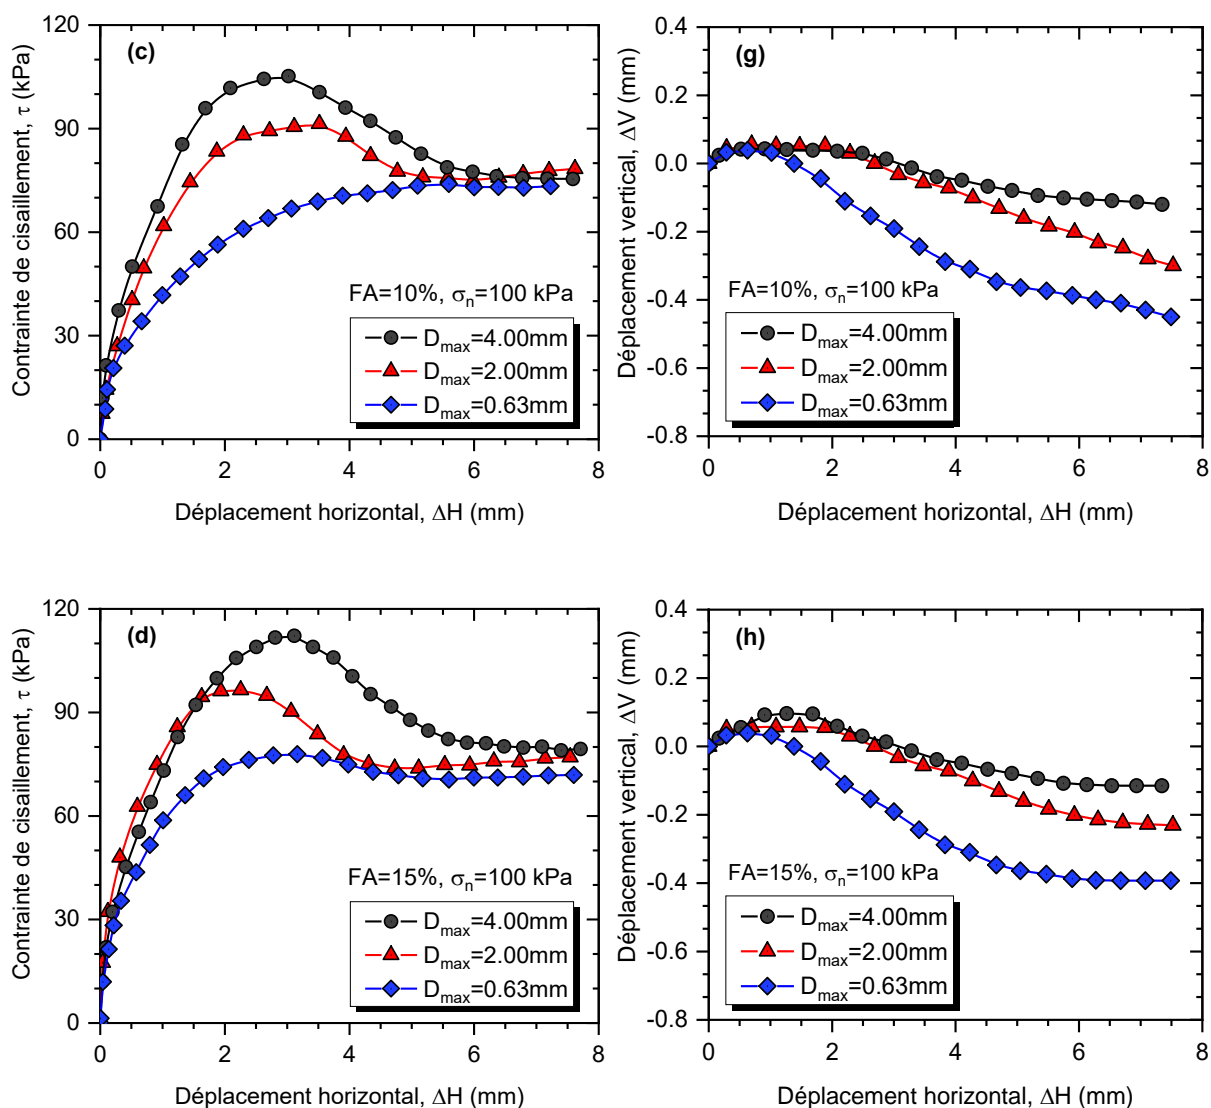 (c)
Contrainte de cisaillement, τ (kPa)
120
90
60
30
0
FA=10%, σn=100 kPa
Dmax=4.00mm
Dmax=2.00mm
Dmax=0.63mm
0 2 4 6 8
Déplacement horizontal, ΔH (mm)
(g)
Déplacement vertical, ΔV (mm)
0.4
0.2
0.0
-0.2
-0.4
-0.6
-0.8
FA=10%, σn=100 kPa
Dmax=4.00mm
Dmax=2.00mm
Dmax=0.63mm
0 2 4 6 8
Déplacement horizontal, ΔH (mm)
(d)
Contrainte de cisaillement, τ (kPa)
120
90
60
30
0
FA=15%, σn=100 kPa
Dmax=4.00mm
Dmax=2.00mm
Dmax=0.63mm
0 2 4 6 8
Déplacement horizontal, ΔH (mm)
(h)
Déplacement vertical, ΔV (mm)
0.4
0.2
0.0
-0.2
-0.4
-0.6
-0.8
FA=15%, σn=100 kPa
Dmax=4.00mm
Dmax=2.00mm
Dmax=0.63mm
0 2 4 6 8
Déplacement horizontal, ΔH (mm)